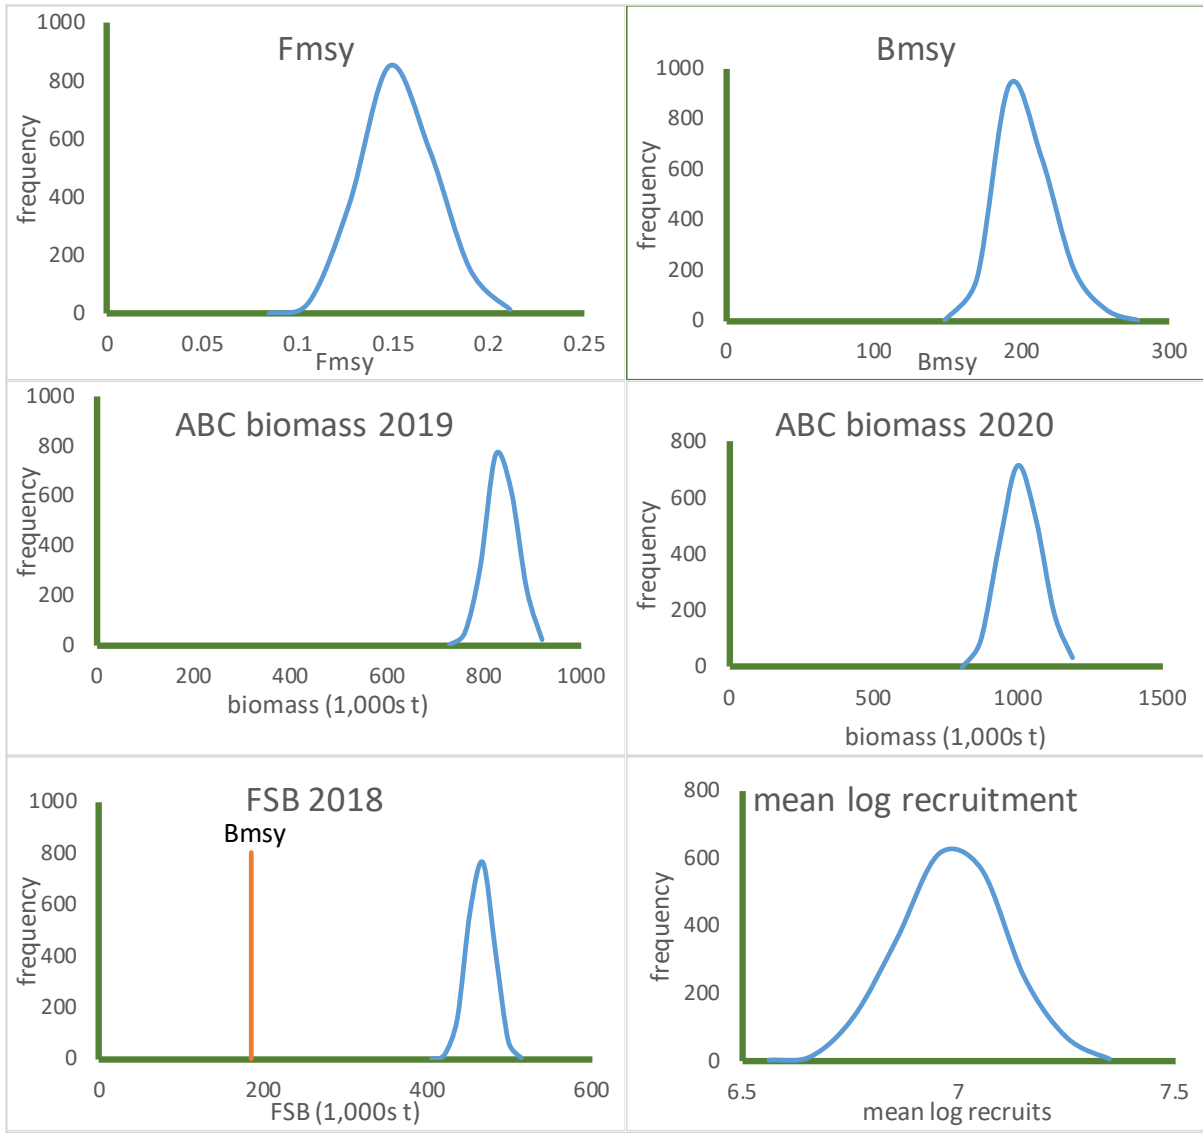 Fmsy
frequency
1000
800
600
400
200
0
0 0.05 0.1 0.15 0.2 0.25
Fmsy
Bmsy
frequency
1000
800
600
400
200
0
0 100 200 300
Bmsy
ABC biomass 2019
frequency
1000
800
600
400
200
0
0 200 400 600 800 1000
biomass (1,000s t)
ABC biomass 2020
frequency
800
600
400
200
0
0 500 1000 1500
biomass (1,000s t)
FSB 2018
Bmsy
frequency
1000
800
600
400
200
0
0 200 400 600
FSB (1,000s t)
mean log recruitment
frequency
800
600
400
200
0
6.5 7 7.5
mean log recruits